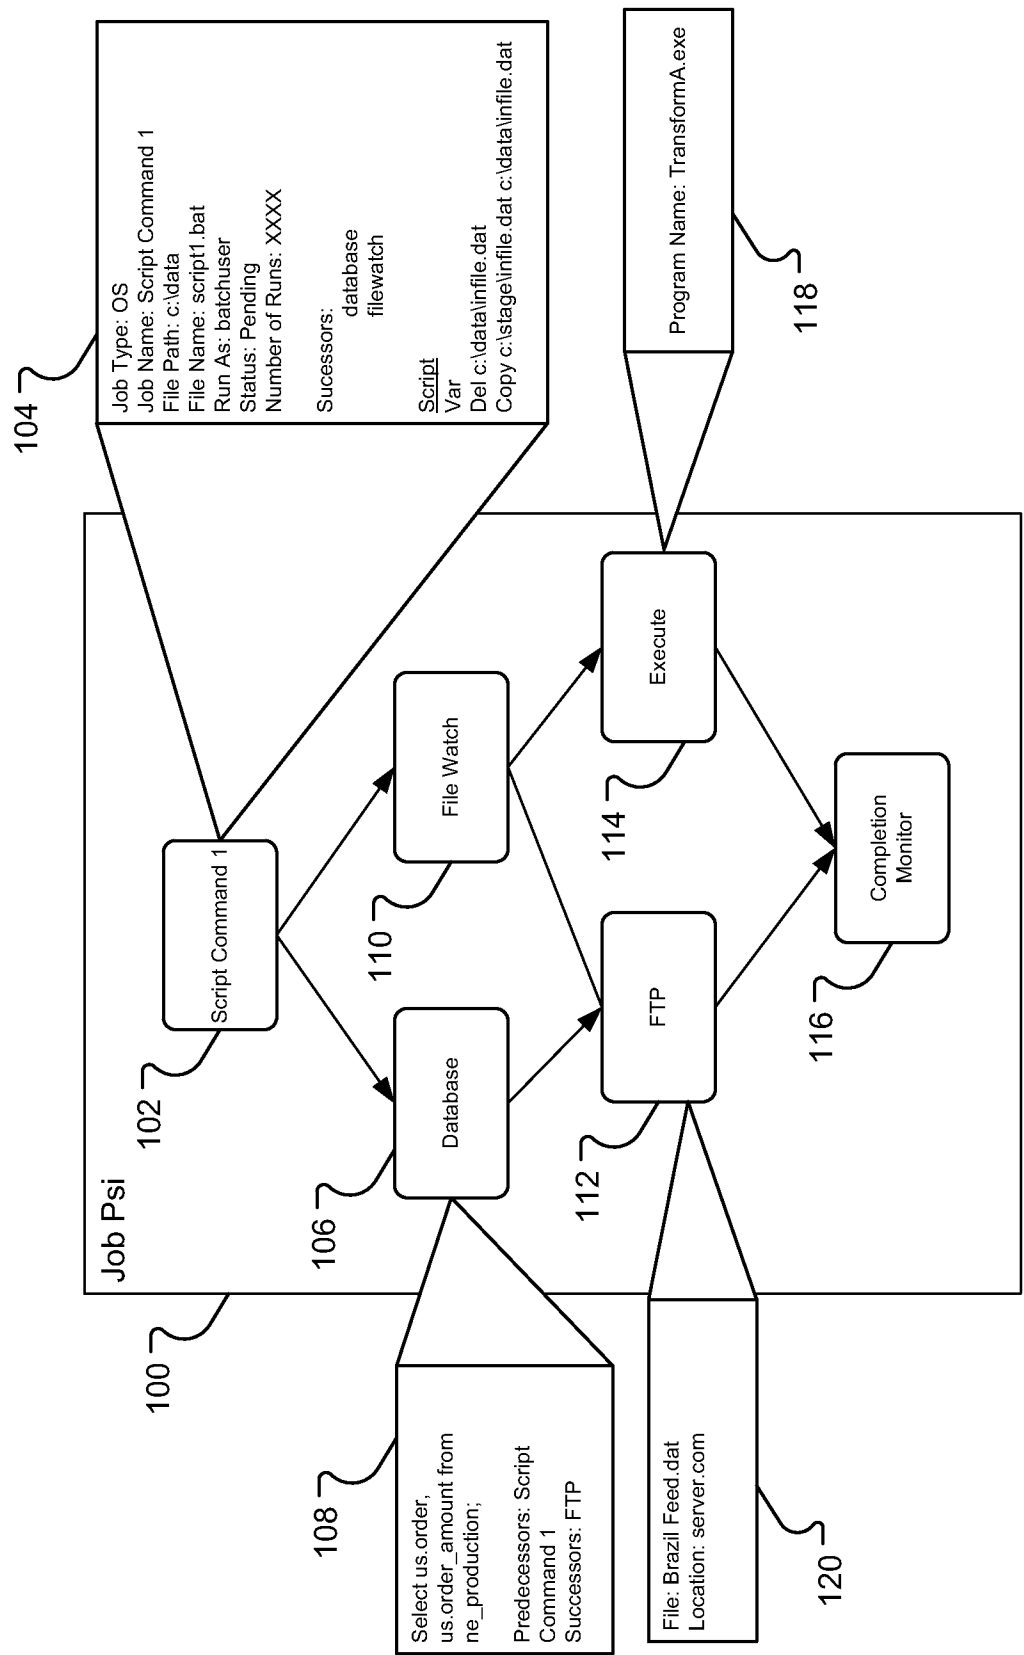 100
Job Psi
102
Script Command 1
104
Job Type: OS
Job Name: Script Command 1
File Path: c:\data
File Name: script1.bat
Run As: batchuser
Status: Pending
Number of Runs: XXXX
Sucessors:
database
filewatch
Script
Var
Del c:\data\infile.dat
Copy c:\stage\infile.dat c:\data\infile.dat
106
Database
108
Select us.order,
us.order_amount from
ne_production;
Predecessors: Script
Command 1
Successors: FTP
110
File Watch
112
FTP
120
File: Brazil Feed.dat
Location: server.com
114
Execute
118
Program Name: TransformA.exe
116
Completion
Monitor